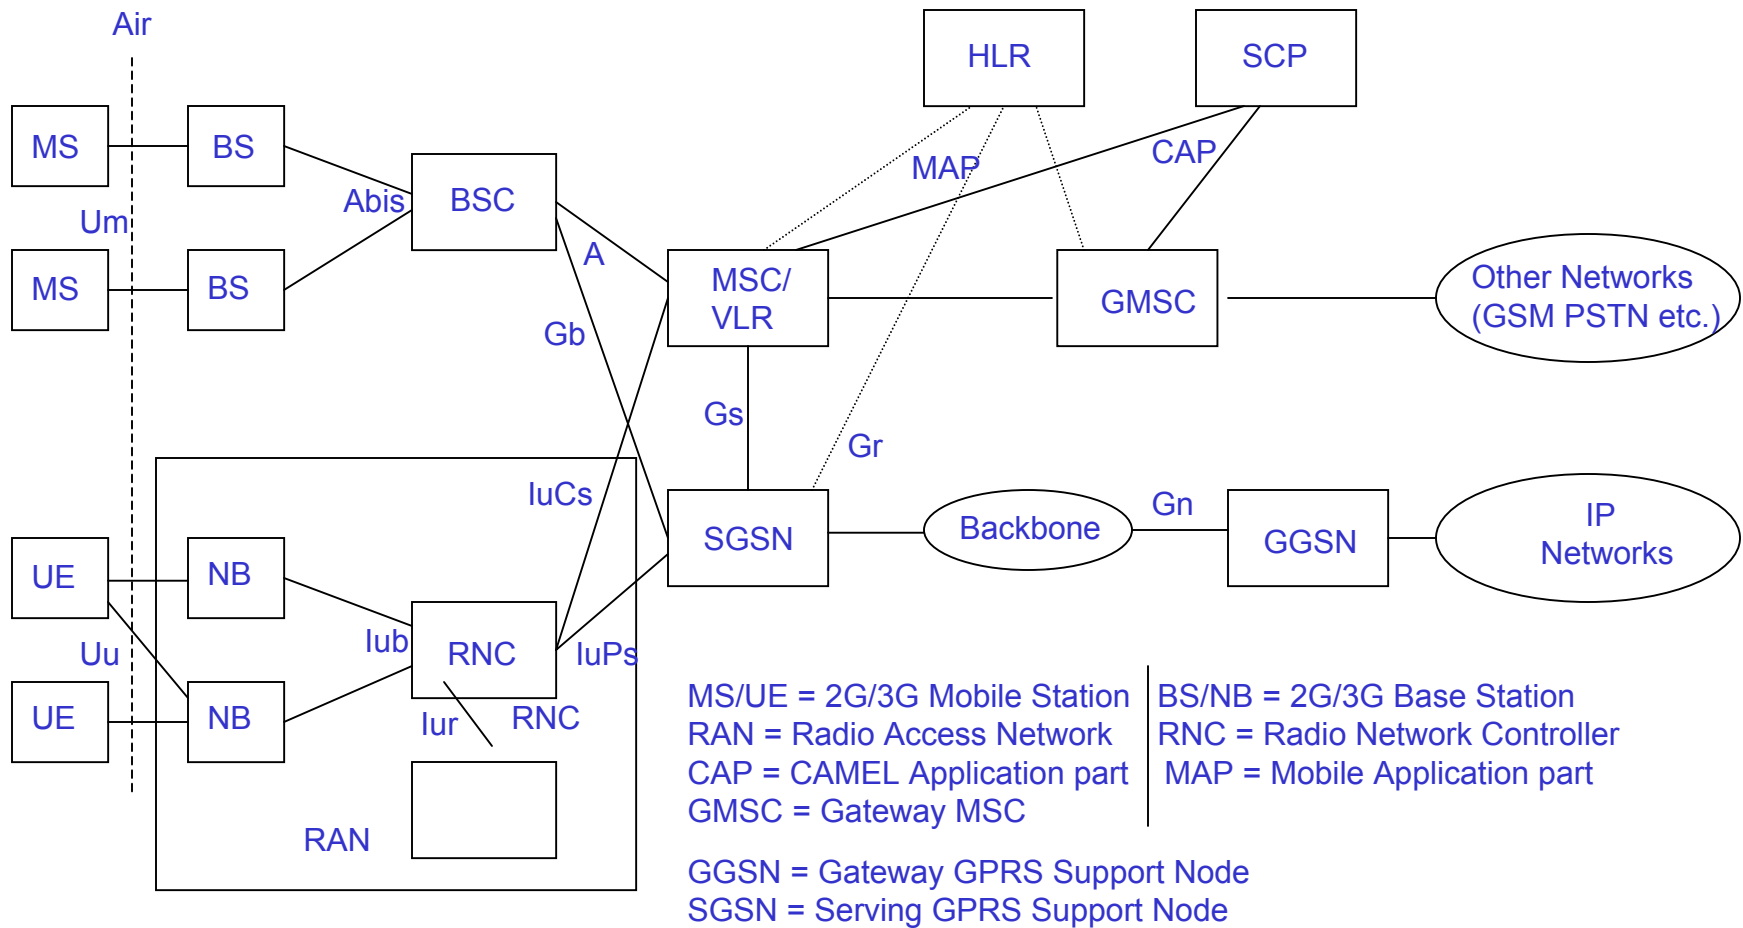 Air
HLR
SCP
MS
BS
BSC
Abis
Um
MAP
CAP
MS
BS
A
Gb
MSC/
VLR
GMSC
Other Networks
(GSM PSTN etc.)
Gs
Gr
IuCs
SGSN
Backbone
Gn
GGSN
IP
Networks
UE
NB
Iub
RNC
IuPs
Uu
UE
NB
Iur
RNC
RAN
MS/UE = 2G/3G Mobile Station
RAN = Radio Access Network
CAP = CAMEL Application part
GMSC = Gateway MSC
BS/NB = 2G/3G Base Station
RNC = Radio Network Controller
MAP = Mobile Application part
GGSN = Gateway GPRS Support Node
SGSN = Serving GPRS Support Node